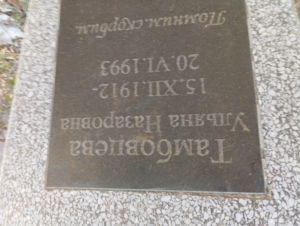 Тамбовцева
Ульяна Назаровна
15.XII.1912-
20.VI.1993
Помним.скорбим.